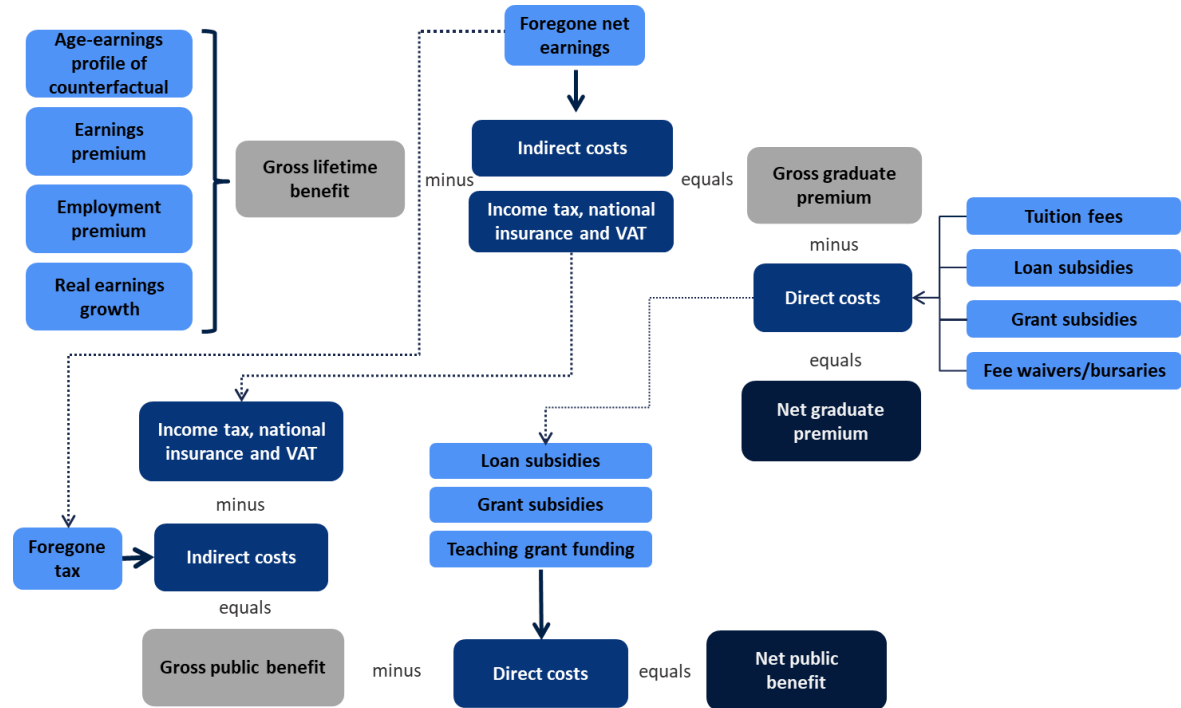 Age-earnings
profile of
counterfactual
Earnings
premium
Employment
premium
Real earnings
growth
Gross lifetime
benefit
minus
Foregone net
earnings
Indirect costs
Income tax, national
insurance and VAT
equals
Gross graduate
premium
minus
Direct costs
equals
Net graduate
premium
Tuition fees
Loan subsidies
Grant subsidies
Fee waivers/bursaries
Income tax, national
insurance and VAT
minus
Foregone
tax
Indirect costs
equals
Gross public benefit
minus
Loan subsidies
Grant subsidies
Teaching grant funding
Direct costs
equals
Net public
benefit